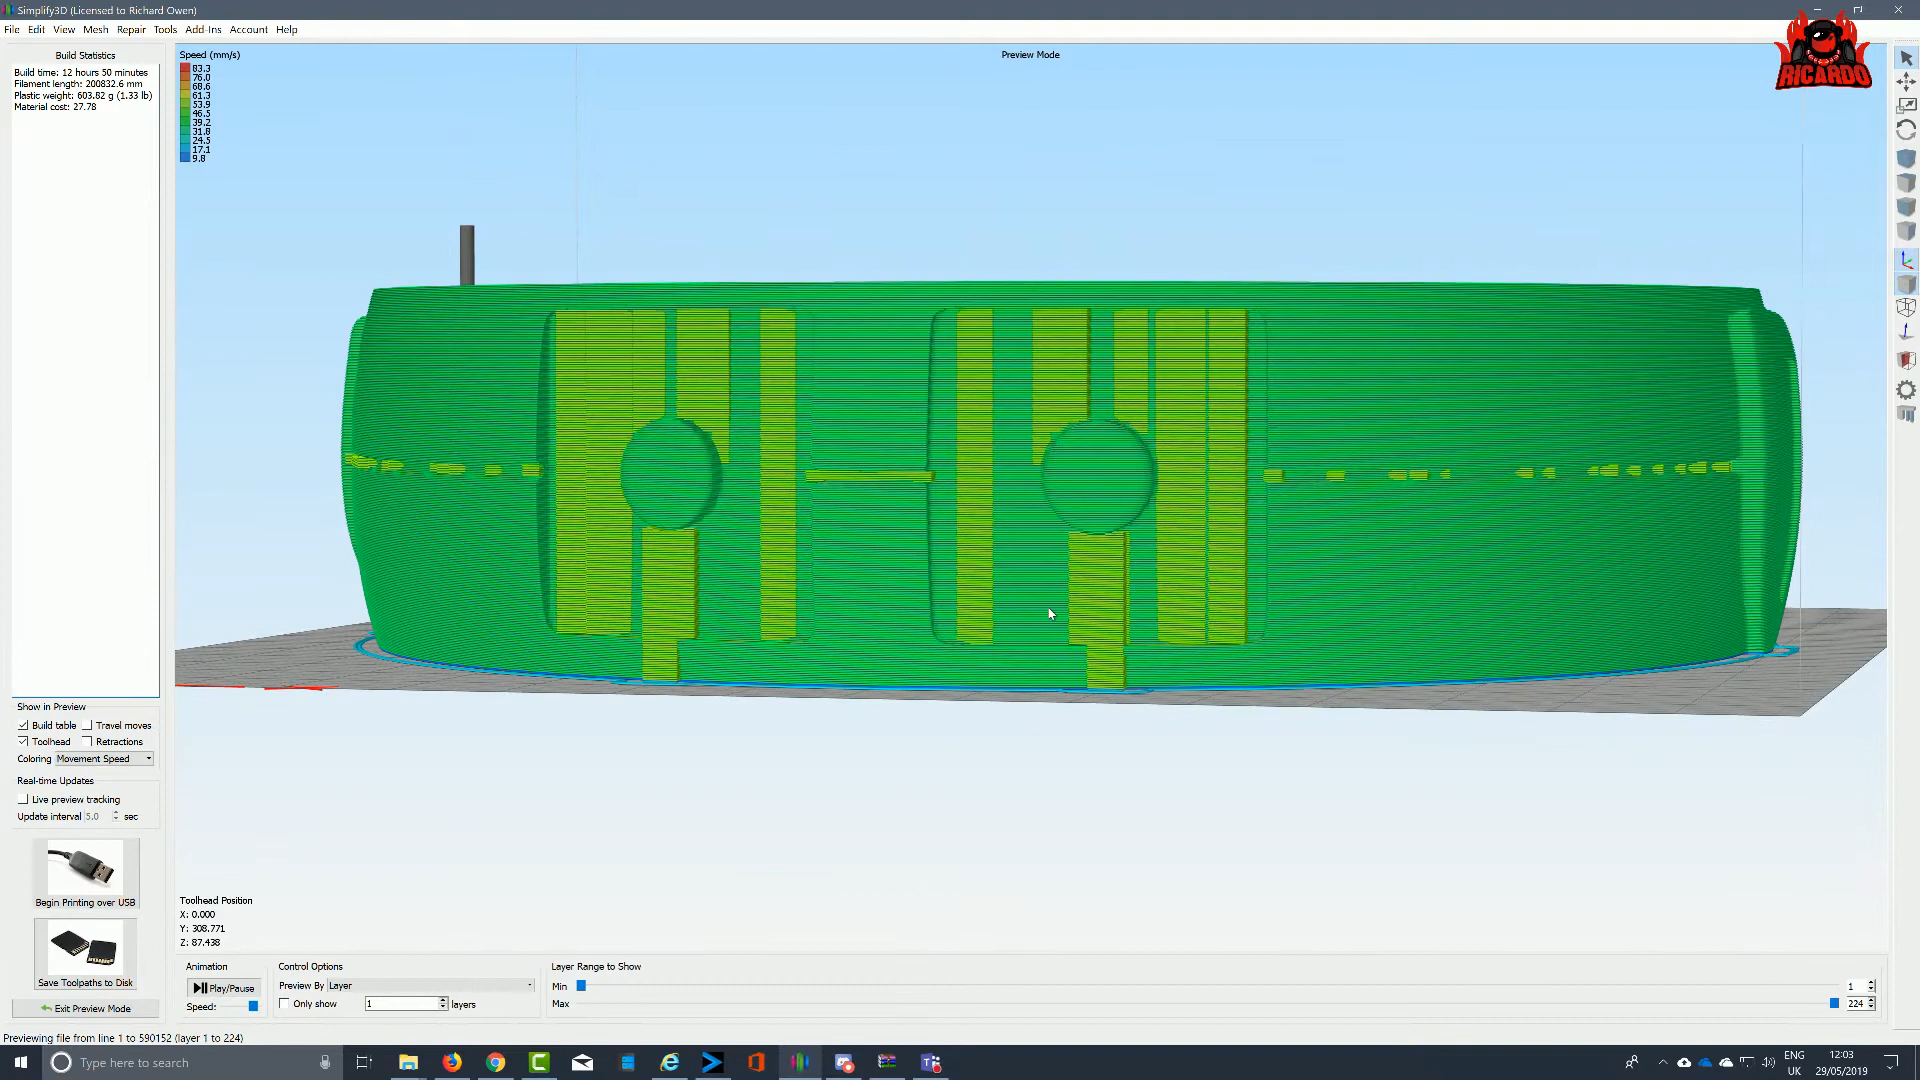 Simplify3D (Licensed to Richard Owen)
File Edit View Mesh Repair Tools Add-Ins Account Help
Build Statistics
Build time: 12 hours 50 minutes
Filament length: 200832.6 mm
Plastic weight: 603.82 g (1.33 lb)
Material cost: 27.78
Speed (mm/s)
83.3
76.0
68.6
61.3
53.9
46.5
39.2
31.8
24.5
17.1
9.8
Preview Mode
RICARDO
Show in Preview
Build table Travel moves
Toolhead Retractions
Coloring Movement Speed
Real-time Updates
Live preview tracking
Update interval 5.0 sec
Begin Printing over USB
Save Toolpaths to Disk
Exit Preview Mode
Toolhead Position
X: 0.000
Y: 308.771
Z: 87.438
Animation
Play/Pause
Speed:
Control Options
Preview By Layer
Only show 1 layers
Layer Range to Show
Min 1
Max 224
Previewing file from line 1 to 590152 (layer 1 to 224)
Type here to search
ENG
UK
12:03
29/05/2019